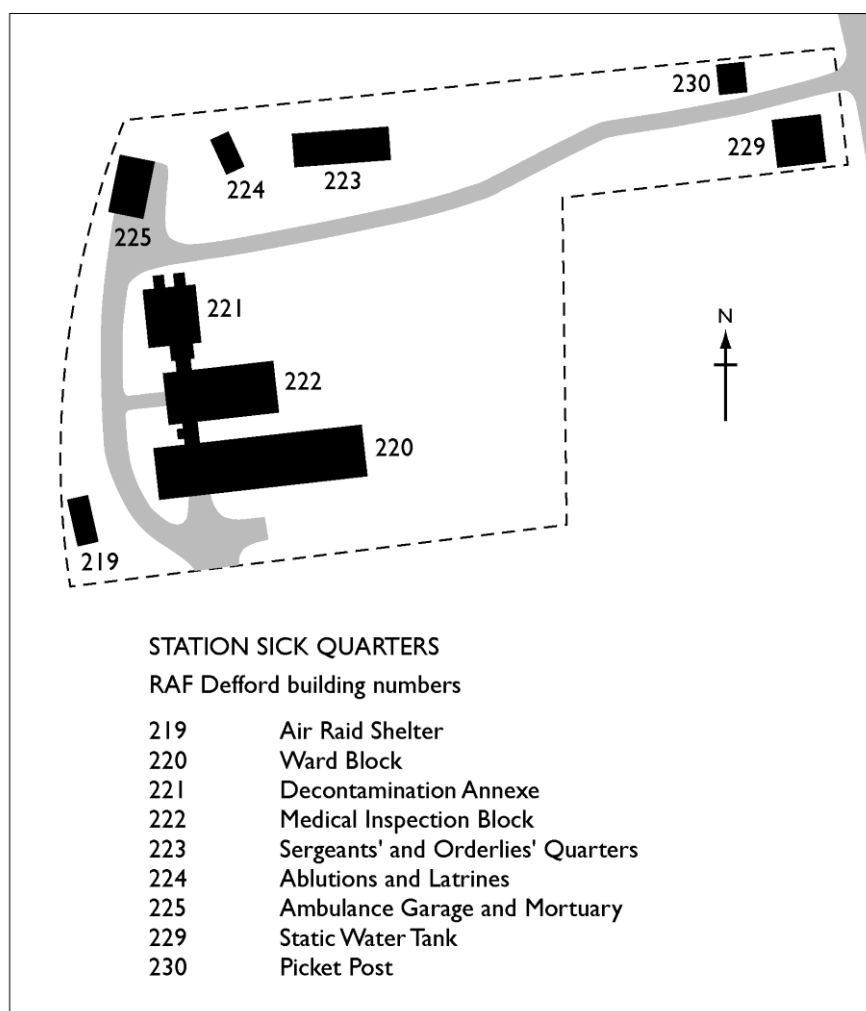 230
229
223
224
225
221
N
222
220
219
STATION SICK QUARTERS
RAF Defford building numbers
219 Air Raid Shelter
220 Ward Block
221 Decontamination Annexe
222 Medical Inspection Block
223 Sergeants' and Orderlies' Quarters
224 Ablutions and Latrines
225 Ambulance Garage and Mortuary
229 Static Water Tank
230 Picket Post